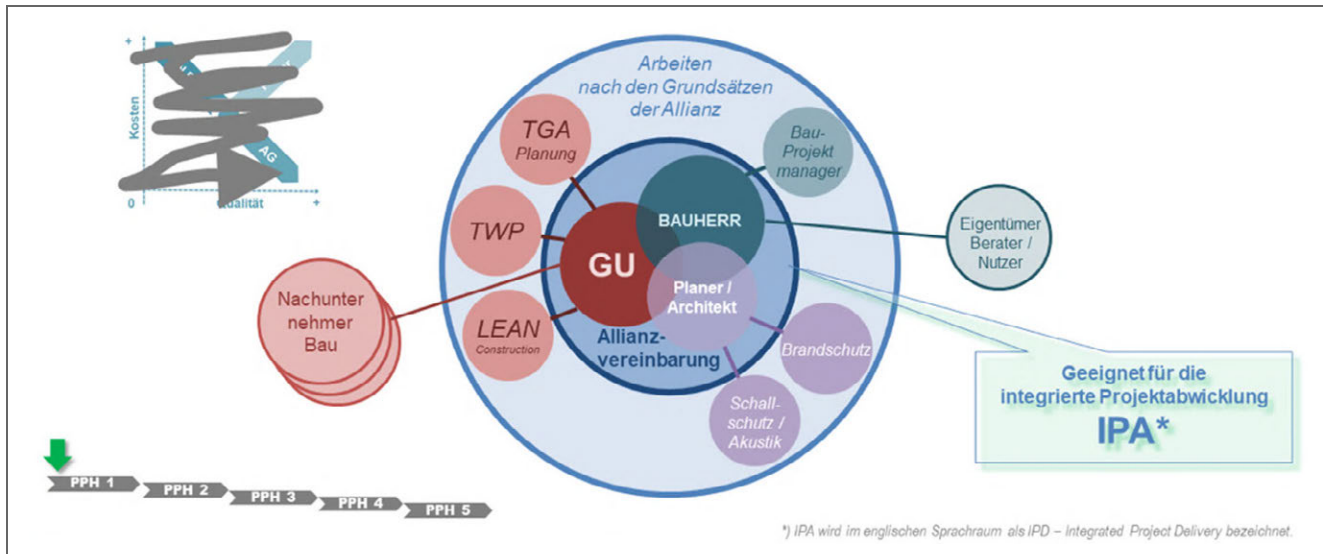 +
Kosten
AG
0
Qualität
+
Arbeiten
nach den Grundsätzen
der Allianz
TGA
Planung
Bau-
Projekt
manager
TWP
BAUHERR
Eigentümer
Berater /
Nutzer
GU
Nachunter
nehmer
Bau
Planer /
Architekt
LEAN
Construction
Allianz-
vereinbarung
Brandschutz
Schall-
schutz /
Akustik
Geeignet für die
integrierte Projektabwicklung
IPA*
PPH 1
PPH 2
PPH 3
PPH 4
PPH 5
*) IPA wird im englischen Sprachraum als IPD – Integrated Project Delivery bezeichnet.